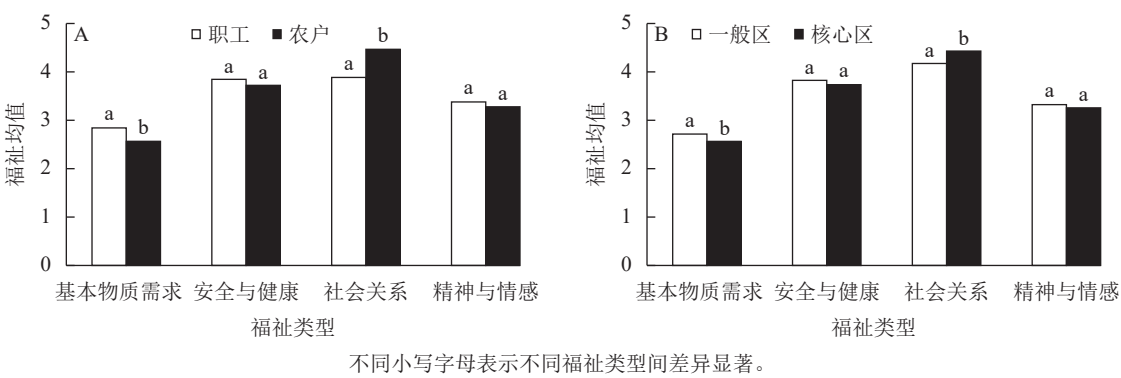 A □ 职工 ■ 农户
5
4
3
2
1
0
福祉均值
a b a a a b a a
基本物质需求 安全与健康 社会关系 精神与情感
福祉类型
B □ 一般区 ■ 核心区
5
4
3
2
1
0
福祉均值
a b a a a b a a
基本物质需求 安全与健康 社会关系 精神与情感
福祉类型
不同小写字母表示不同福祉类型间差异显著。